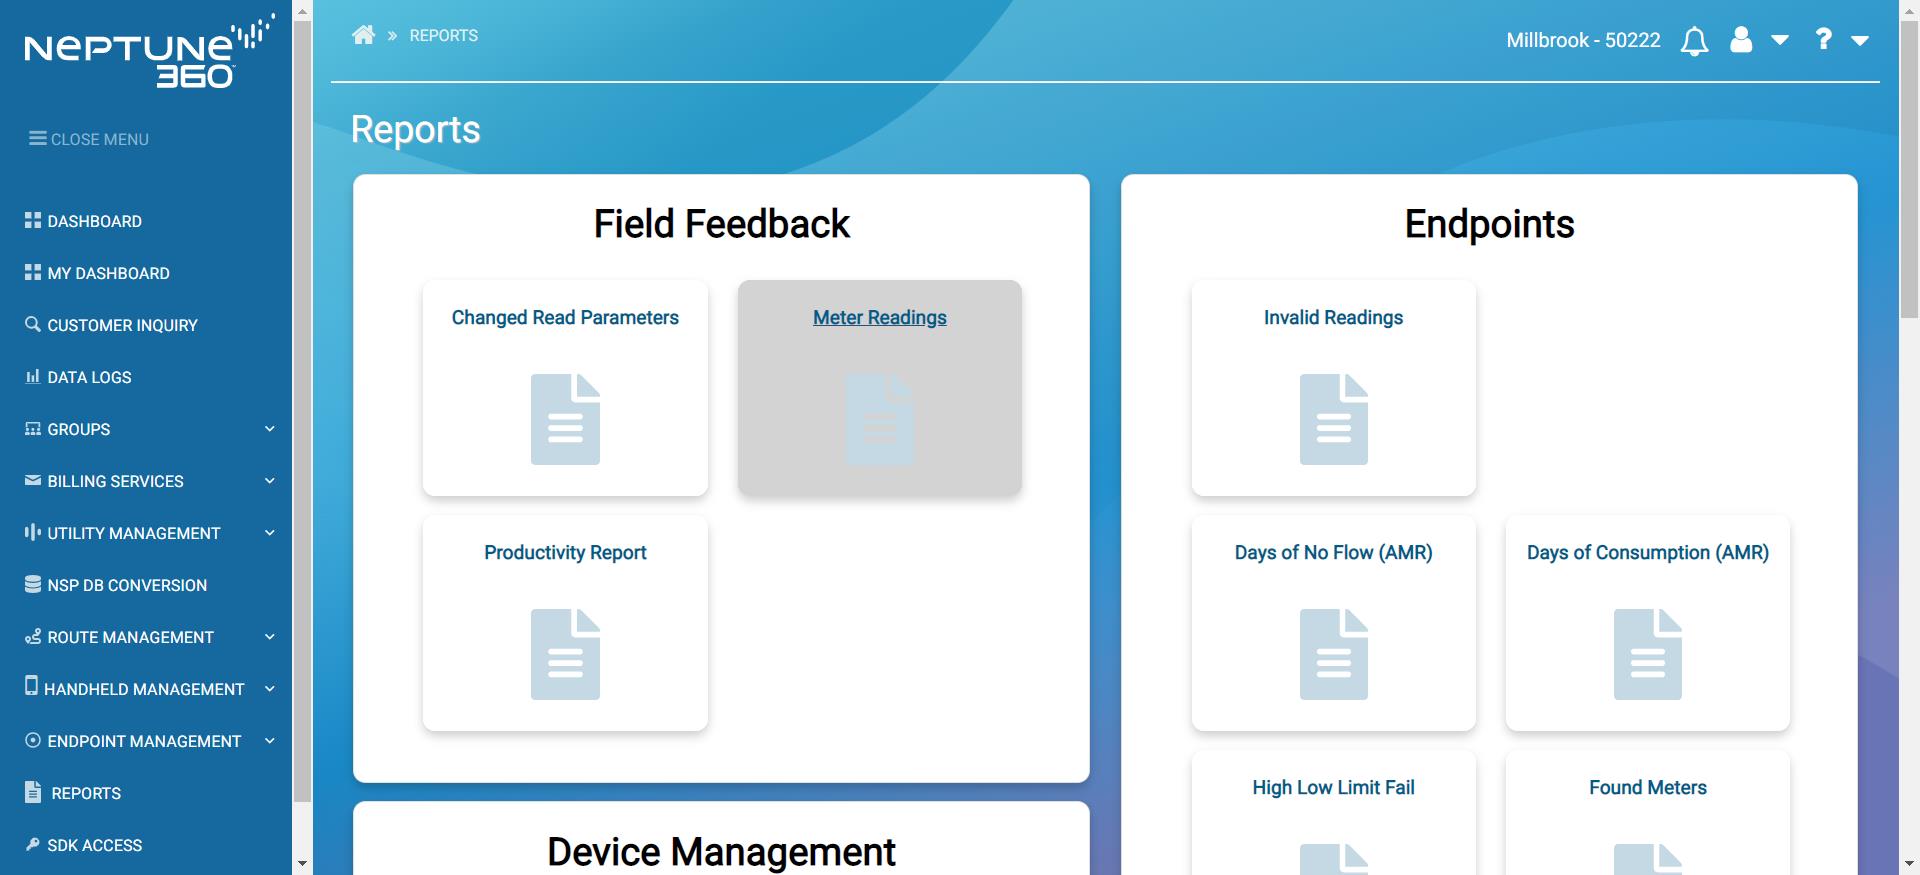 NEPTUNE
360
CLOSE MENU
DASHBOARD
MY DASHBOARD
CUSTOMER INQUIRY
DATA LOGS
GROUPS
BILLING SERVICES
UTILITY MANAGEMENT
NSP DB CONVERSION
ROUTE MANAGEMENT
HANDHELD MANAGEMENT
ENDPOINT MANAGEMENT
REPORTS
SDK ACCESS
» REPORTS
Millbrook - 50222
?
Reports
Field Feedback
Changed Read Parameters
Meter Readings
Productivity Report
Device Management
Endpoints
Invalid Readings
Days of No Flow (AMR)
Days of Consumption (AMR)
High Low Limit Fail
Found Meters